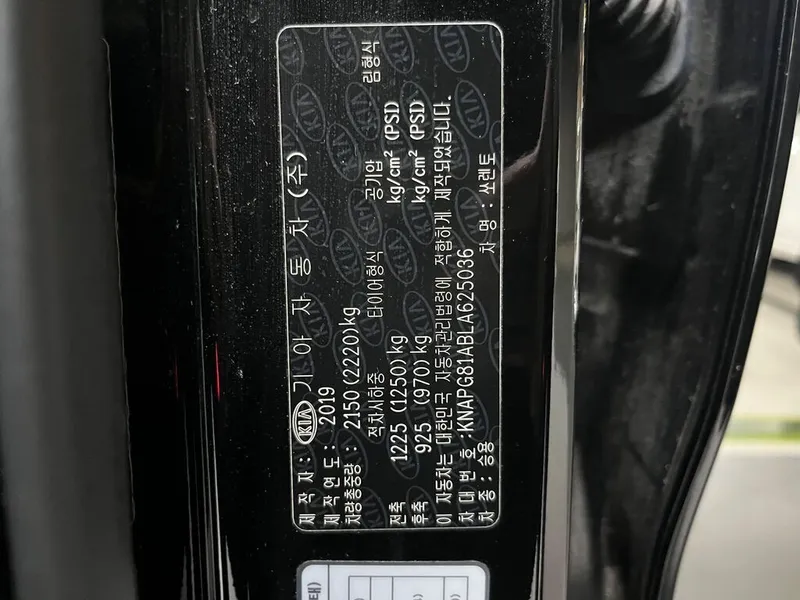 제 작 자 : KIA 기 아 자 동 차 (주)
제작연도 : 2019
차량총중량 : 2150(2220)kg
적차시하중 타이어형식 공기압 림형식
전축 1225 (1250)kg kg/cm² (PSD)
후축 925 (970)kg kg/cm² (PSD)
이 자동차는 대한민국 자동차관리법령에 적합하게 제작되었습니다.
차 대 번 호 :KNAPG81ABLA625036
차종: 승용 차 명 : 쏘렌토